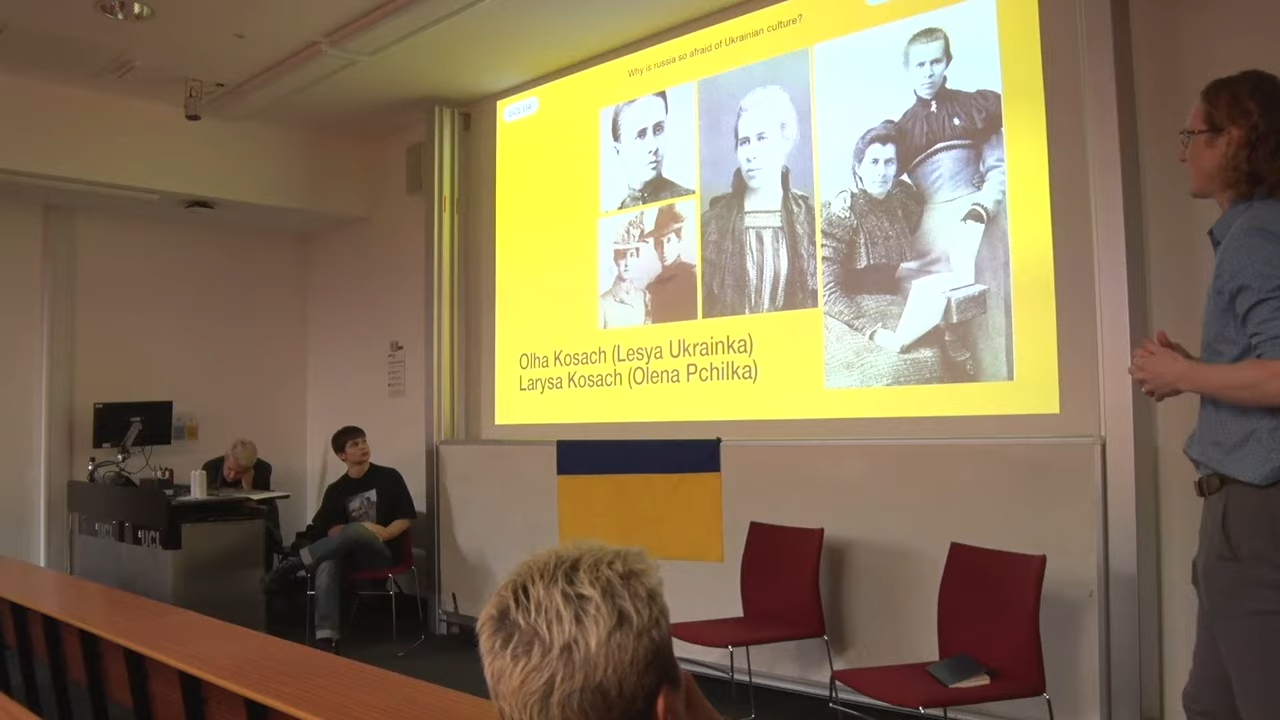 Why is russia so afraid of Ukrainian culture?
Olha Kosach (Lesya Ukrainka)
Larysa Kosach (Olena Pchilka)
UCL
UCL